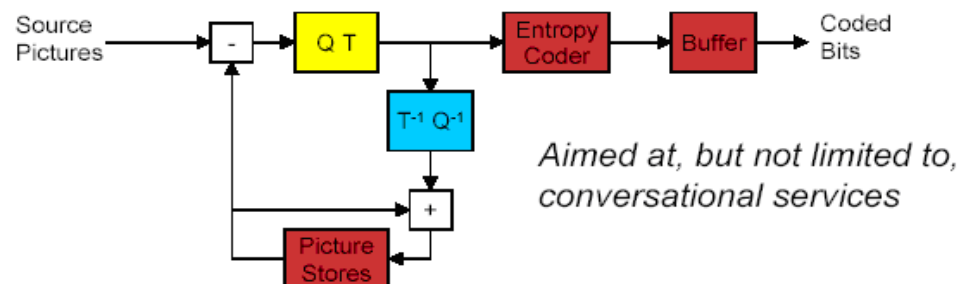 Source
Pictures
-
Q T
Entropy
Coder
Buffer
Coded
Bits
T⁻¹ Q⁻¹
Aimed at, but not limited to,
conversational services
+
Picture
Stores